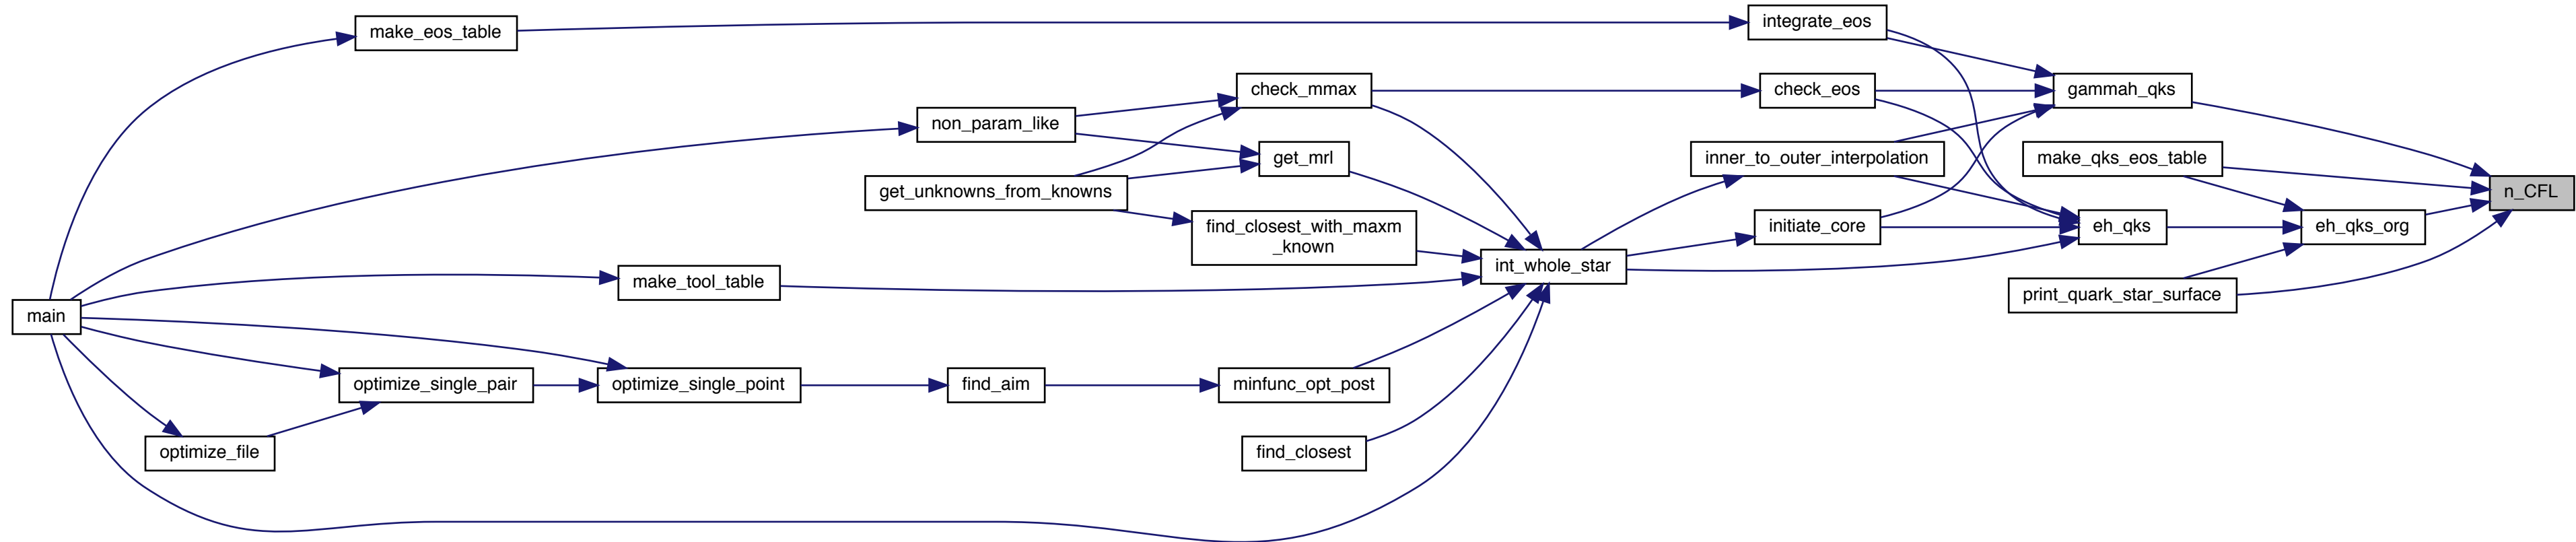 make_eos_table
integrate_eos
check_mmax
check_eos
gammah_qks
non_param_like
get_mrl
inner_to_outer_interpolation
make_qks_eos_table
get_unknowns_from_knowns
n_CFL
find_closest_with_maxm
_known
initiate_core
eh_qks
eh_qks_org
int_whole_star
make_tool_table
print_quark_star_surface
main
optimize_single_pair
optimize_single_point
find_aim
minfunc_opt_post
optimize_file
find_closest